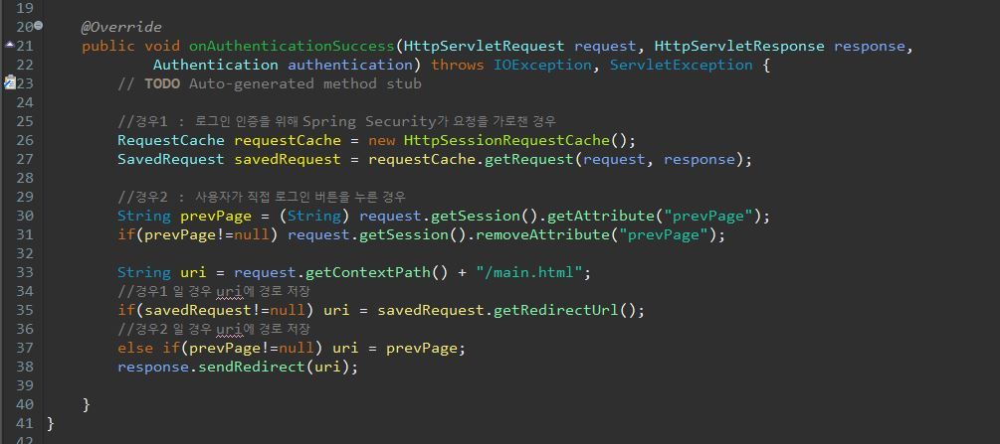 19
20 @Override
21 public void onAuthenticationSuccess(HttpServletRequest request, HttpServletResponse response,
22 Authentication authentication) throws IOException, ServletException {
23 // TODO Auto-generated method stub
24
25 //경우1 : 로그인 인증을 위해 Spring Security가 요청을 가로챈 경우
26 RequestCache requestCache = new HttpSessionRequestCache();
27 SavedRequest savedRequest = requestCache.getRequest(request, response);
28
29 //경우2 : 사용자가 직접 로그인 버튼을 누른 경우
30 String prevPage = (String) request.getSession().getAttribute("prevPage");
31 if(prevPage!=null) request.getSession().removeAttribute("prevPage");
32
33 String uri = request.getContextPath() + "/main.html";
34 //경우1 일 경우 uri에 경로 저장
35 if(savedRequest!=null) uri = savedRequest.getRedirectUrl();
36 //경우2 일 경우 uri에 경로 저장
37 else if(prevPage!=null) uri = prevPage;
38 response.sendRedirect(uri);
39
40 }
41 }
42